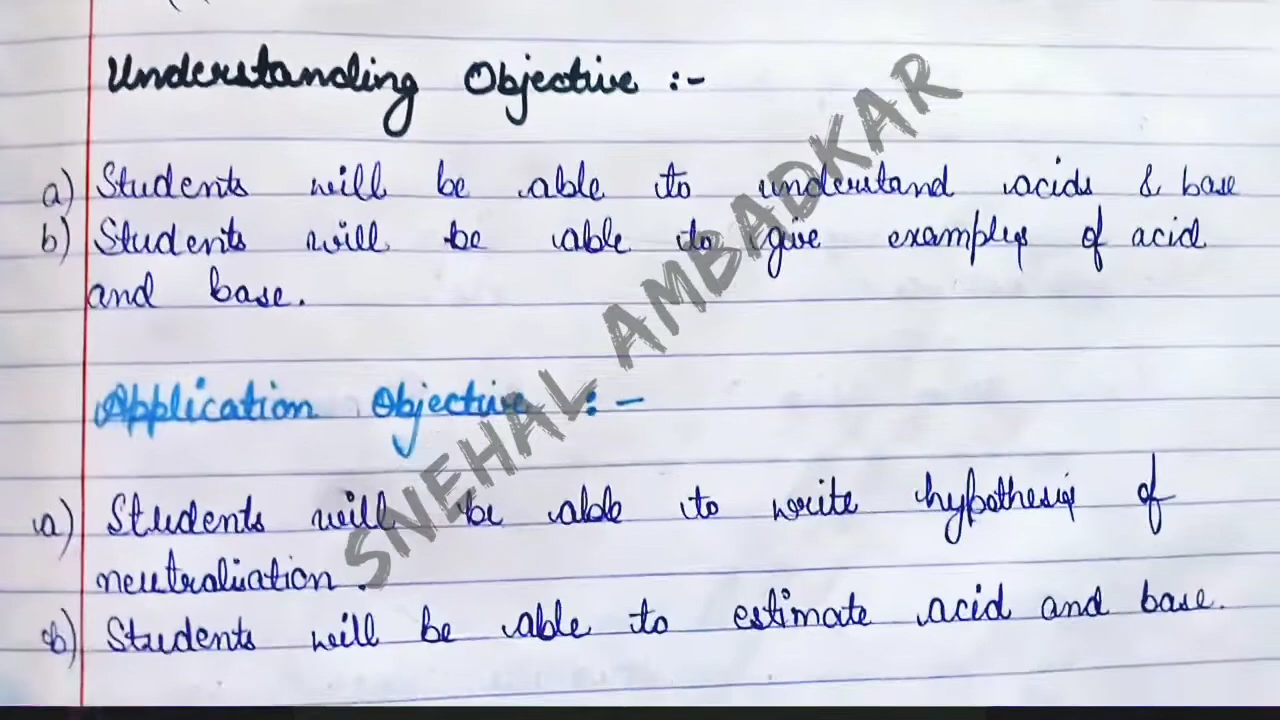 Understanding Objective :-
a) Students will be able to understand acids & base
b) Students will be able to give examples of acid
and base.
Application Objective :-
a) Students will be able to write hypothesis of
neutralisation.
b) Students will be able to estimate acid and base.
SNEHAL AMBADKAR